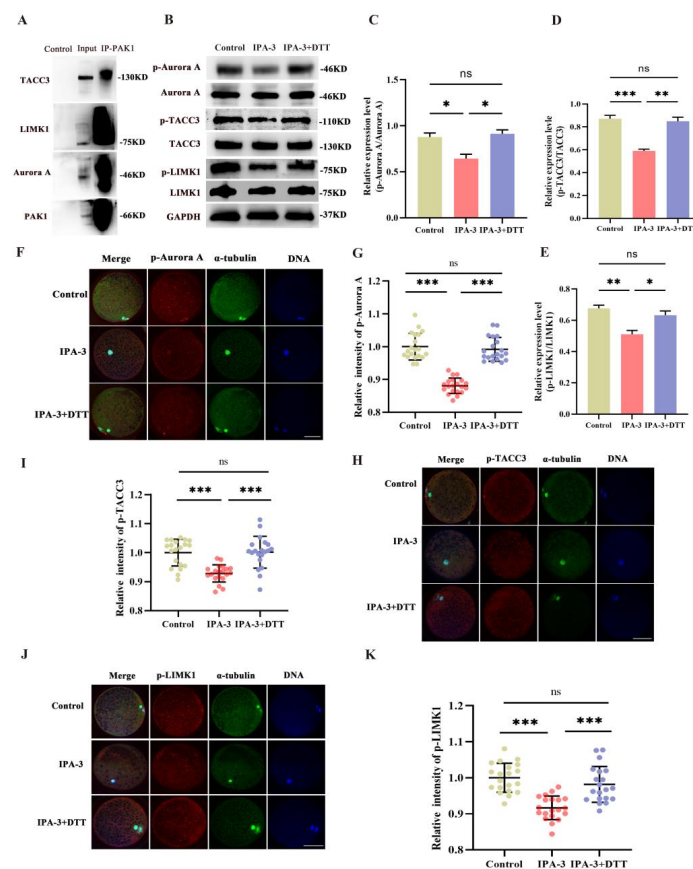 A
Control Input IP-PAK1
TACC3
-130KD
LIMK1
-75KD
Aurora A
-46KD
PAK1
-66KD
B
Control IPA-3 IPA-3+DTT
p-Aurora A
-46KD
Aurora A
-46KD
p-TACC3
-110KD
TACC3
-130KD
p-LIMK1
-75KD
LIMK1
-75KD
GAPDH
-37KD
C
Relative expression level
(p-Aurora A/Aurora A)
1.5
1.0
0.5
0.0
ns
* *
Control IPA-3 IPA-3+DTT
D
Relative expression levle
(p-TACC3/TACC3)
1.0
0.8
0.6
0.4
0.2
0.0
ns
*** **
Control IPA-3 IPA-3+DTT
F
Merge p-Aurora A α-tubulin DNA
Control
IPA-3
IPA-3+DTT
G
Relative intensity of p-Aurora A
1.2
1.1
1.0
0.9
0.8
ns
*** ***
Control IPA-3 IPA-3+DTT
E
Relative expression level
(p-LIMK1/LIMK1)
0.8
0.6
0.4
0.2
0.0
ns
** *
Control IPA-3 IPA-3+DTT
I
Relative intensity of p-TACC3
1.2
1.1
1.0
0.9
0.8
ns
*** ***
Control IPA-3 IPA-3+DTT
H
Merge p-TACC3 α-tubulin DNA
Control
IPA-3
IPA-3+DTT
J
Merge p-LIMK1 α-tubulin DNA
Control
IPA-3
IPA-3+DTT
K
Relative intensity of p-LIMK1
1.2
1.1
1.0
0.9
0.8
ns
*** ***
Control IPA-3 IPA-3+DTT